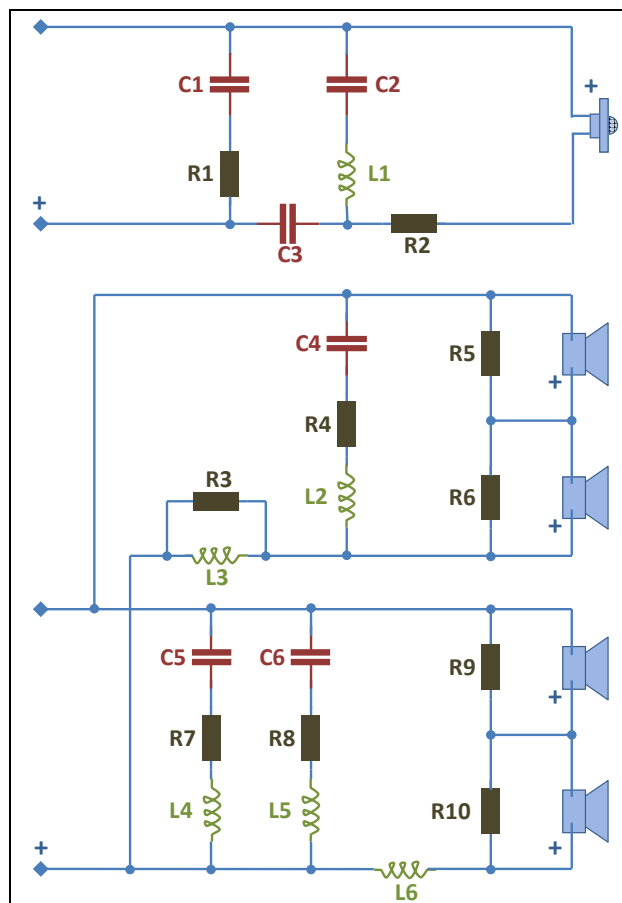 +
C1
C2
R1
L1
+
C3
R2
C4
R5
+
R4
R3
L2
R6
+
L3
C5
C6
R9
+
R7
R8
L4
L5
R10
+
+
L6